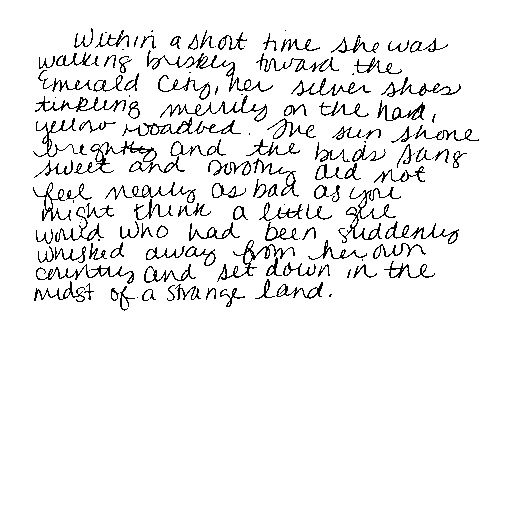 Within a short time she was
walking briskly toward the
Emerald City, her silver shoes
tinkling merrily on the hard,
yellow roadbed. The sun shone
brightly and the birds sang
sweet and Dorothy did not
feel nearly as bad as you
might think a little girl
would who had been suddenly
whisked away from her own
country and set down in the
midst of a strange land.